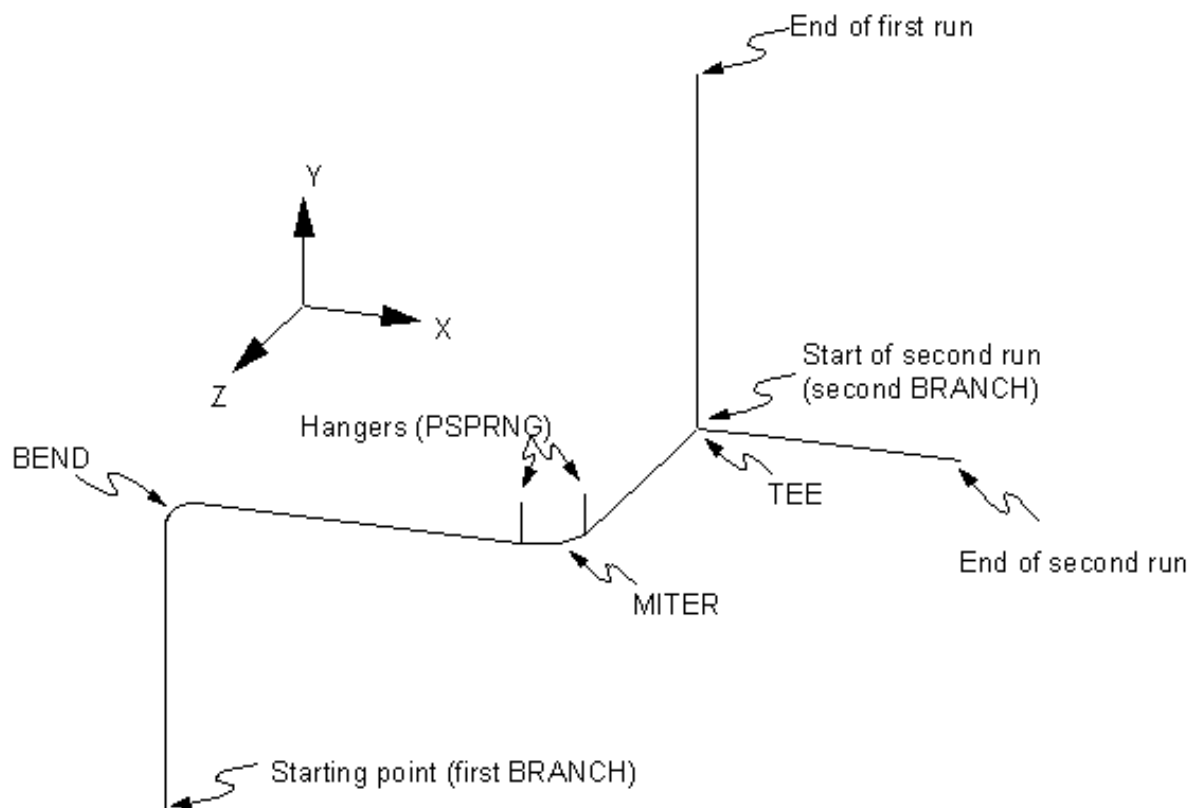 End of first run
Y
X
Z
Start of second run
(second BRANCH)
Hangers (PSPRNG)
BEND
TEE
End of second run
MITER
Starting point (first BRANCH)